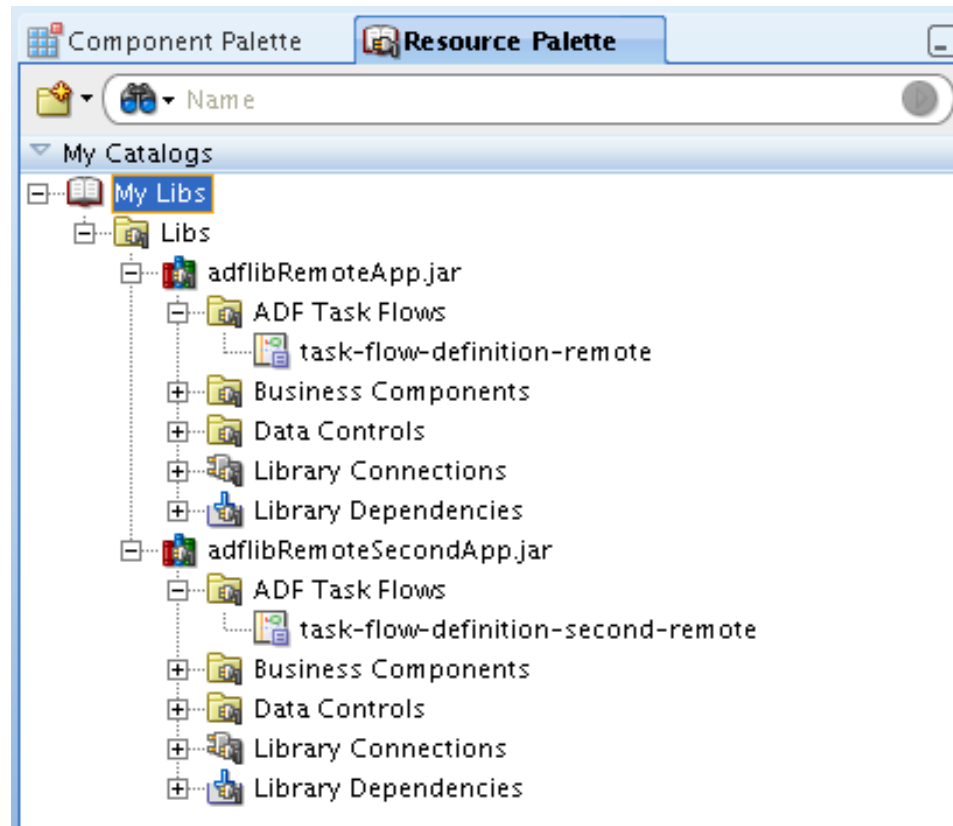 Component Palette Resource Palette
Name
My Catalogs
My Libs
Libs
adflibRemoteApp.jar
ADF Task Flows
task-flow-definition-remote
Business Components
Data Controls
Library Connections
Library Dependencies
adflibRemoteSecondApp.jar
ADF Task Flows
task-flow-definition-second-remote
Business Components
Data Controls
Library Connections
Library Dependencies